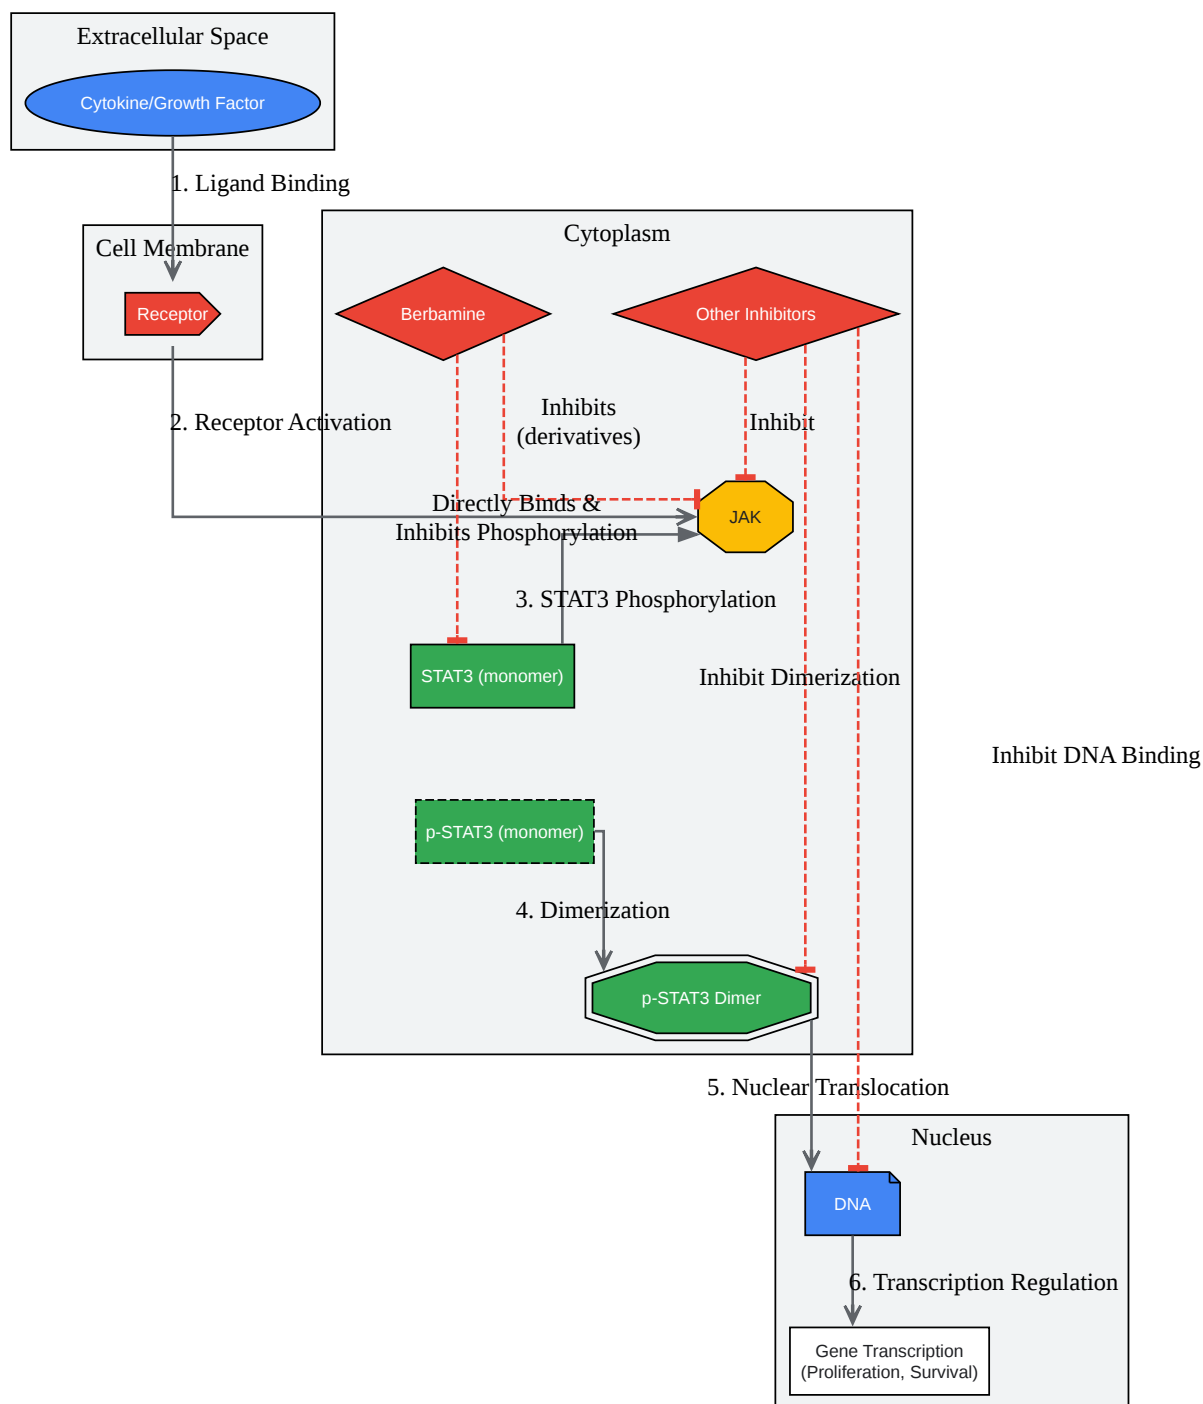 Extracellular Space
Cytokine/Growth Factor
1. Ligand Binding
Cell Membrane
Receptor
Cytoplasm
Berbamine
Other Inhibitors
2. Receptor Activation
Inhibits
(derivatives)
Inhibit
Directly Binds &
Inhibits Phosphorylation
JAK
3. STAT3 Phosphorylation
STAT3 (monomer)
Inhibit Dimerization
Inhibit DNA Binding
p-STAT3 (monomer)
4. Dimerization
p-STAT3 Dimer
5. Nuclear Translocation
Nucleus
DNA
6. Transcription Regulation
Gene Transcription
(Proliferation, Survival)